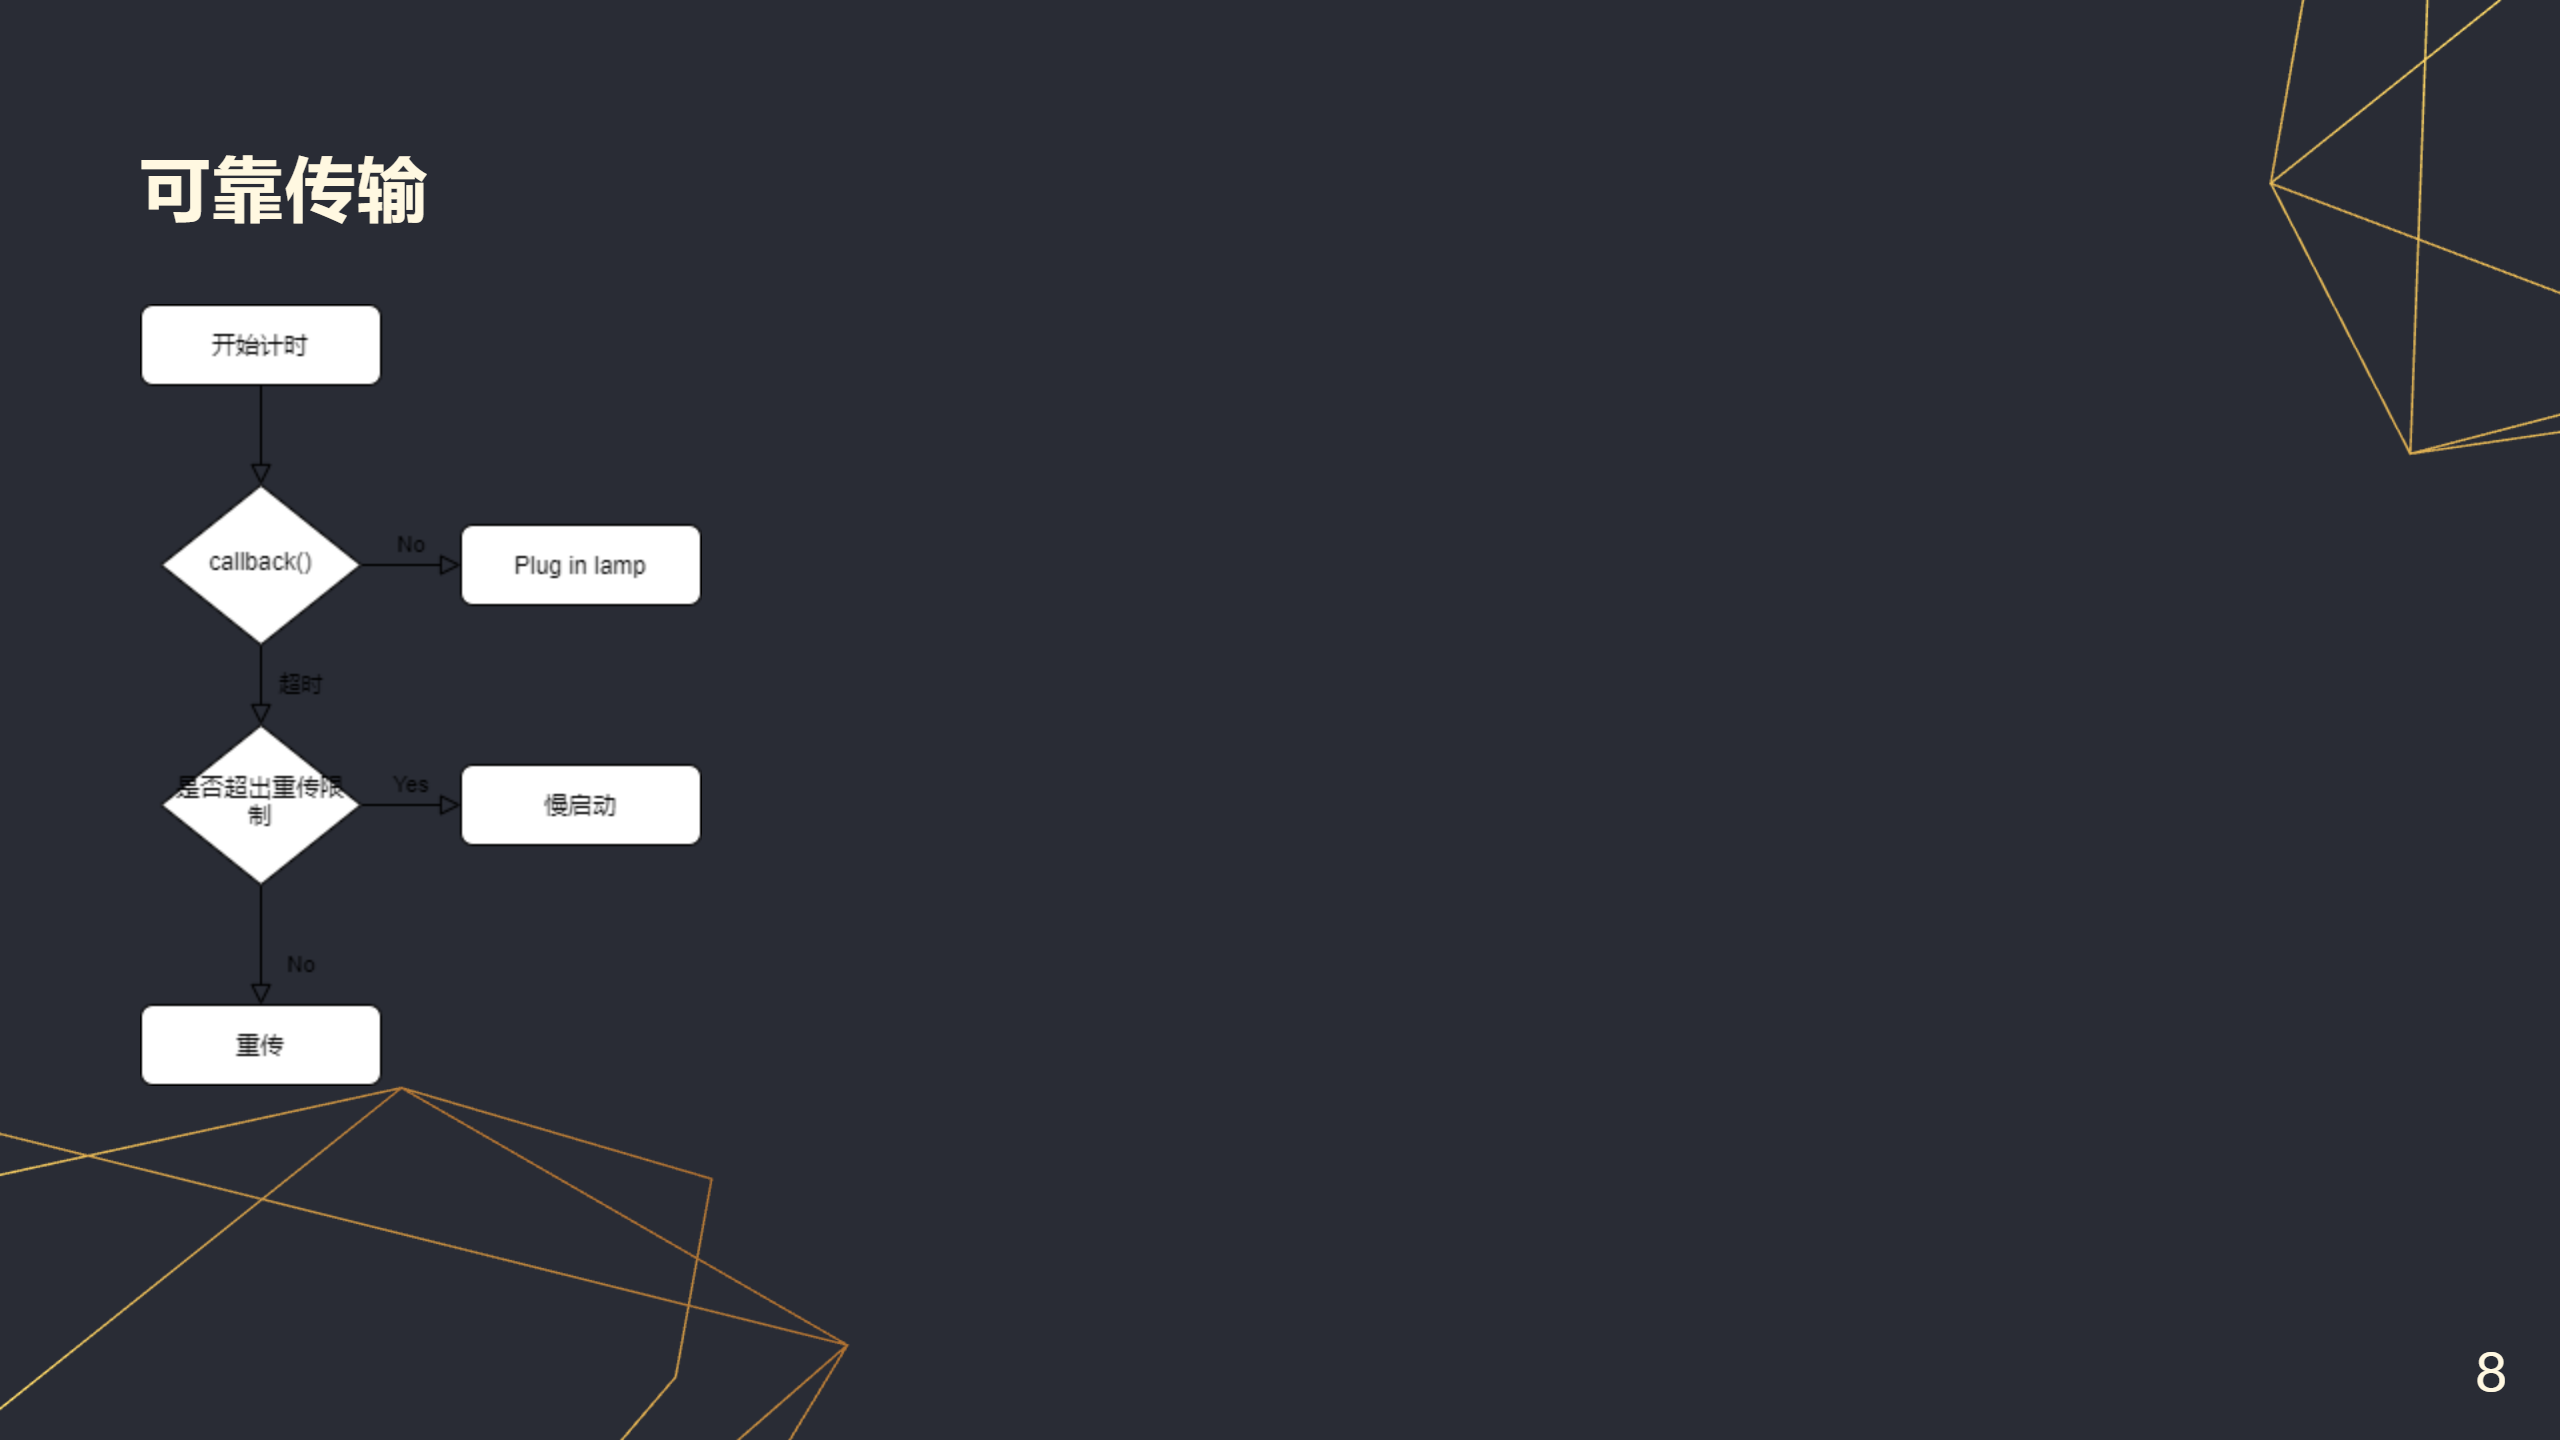 可靠传输
开始计时
callback()
No
Plug in lamp
超时
是否超出重传限
制
Yes
慢启动
No
重传
8